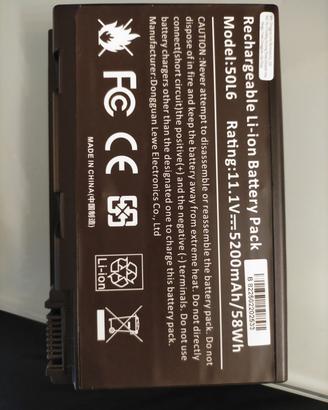 Rechargeable Li-ion Battery Pack
Model:50L6 Rating:11.1V⎓5200mAh/58Wh
CAUTION:Never attempt to disassemble or reassemble the battery pack. Do not
dispose of in fire and keep the battery away from extreme heat. Do not directly
connect(short circuit)the positive(+) and the negative (-) terminals. Do not use
battery chargers other than the designated one to charge this battery pack.
Manufacturer:Dongguan Lewe Electronics Co., Ltd
FC CE
Li-ion
MADE IN CHINA(中国制造)